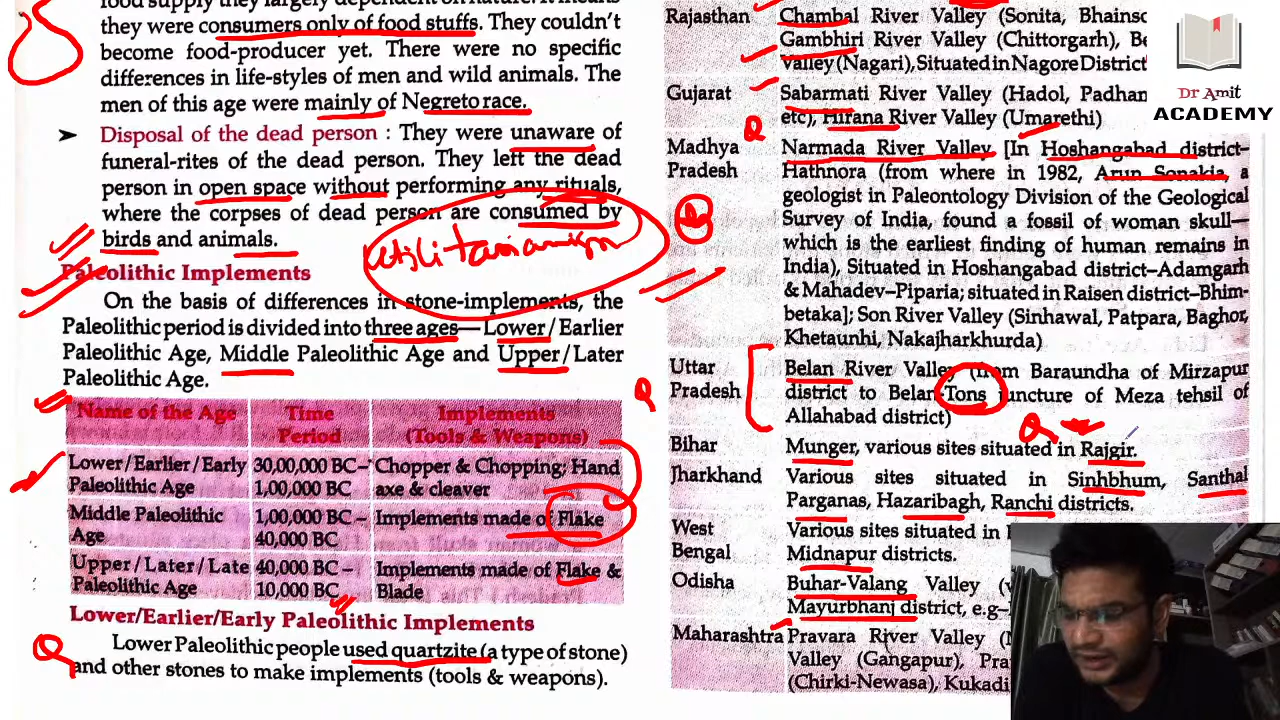 food supply they largely dependent on nature. It means
they were consumers only of food stuffs. They couldn't
become food-producer yet. There were no specific
differences in life-styles of men and wild animals. The
men of this age were mainly of Negreto race.
➤ Disposal of the dead person : They were unaware of
funeral-rites of the dead person. They left the dead
person in open space without performing any rituals,
where the corpses of dead person are consumed by
birds and animals.
Paleolithic Implements
On the basis of differences in stone-implements, the
Paleolithic period is divided into three ages—Lower/Earlier
Paleolithic Age, Middle Paleolithic Age and Upper/Later
Paleolithic Age.
Name of the Age Time Period Implements (Tools & Weapons)
Lower/Earlier/Early Paleolithic Age 30,00,000 BC–1,00,000 BC Chopper & Chopping; Hand axe & cleaver
Middle Paleolithic Age 1,00,000 BC–40,000 BC Implements made of Flake
Upper/Later/Late Paleolithic Age 40,000 BC–10,000 BC Implements made of Flake & Blade
Lower/Earlier/Early Paleolithic Implements
Lower Paleolithic people used quartzite (a type of stone)
and other stones to make implements (tools & weapons).
Rajasthan Chambal River Valley (Sonita,
Gambhiri River Valley (Chittorgarh),
valley (Nagari), Situated in Nagore District
Gujarat Sabarmati River Valley (Hadol,
etc), Hirana River Valley (Umarethi)
Madhya Narmada River Valley [In Hoshangabad district–
Pradesh Hathnora (from where in 1982, Arun Sonakia, a
geologist in Paleontology Division of the Geological
Survey of India, found a fossil of woman skull—
which is the earliest finding of human remains in
India), Situated in Hoshangabad district–Adamgarh
& Mahadev–Piparia; situated in Raisen district–Bhim-
betaka]; Son River Valley (Sinhawal, Patpara, Baghor,
Khetaunhi, Nakajharkhurda)
Uttar Belan River Valley (from Baraundha of Mirzapur
Pradesh district to Belan-Tons juncture of Meza tehsil of
Allahabad district)
Bihar Munger, various sites situated in Rajgir.
Jharkhand Various sites situated in Sinhbhum, Santhal
Parganas, Hazaribagh, Ranchi districts.
West Various sites situated in
Bengal Midnapur districts.
Odisha Buhar-Valang Valley
Mayurbhanj district, e.g–
Maharashtra Pravara River Valley
Valley (Gangapur),
(Chirki-Newasa),
Dr Amit
ACADEMY